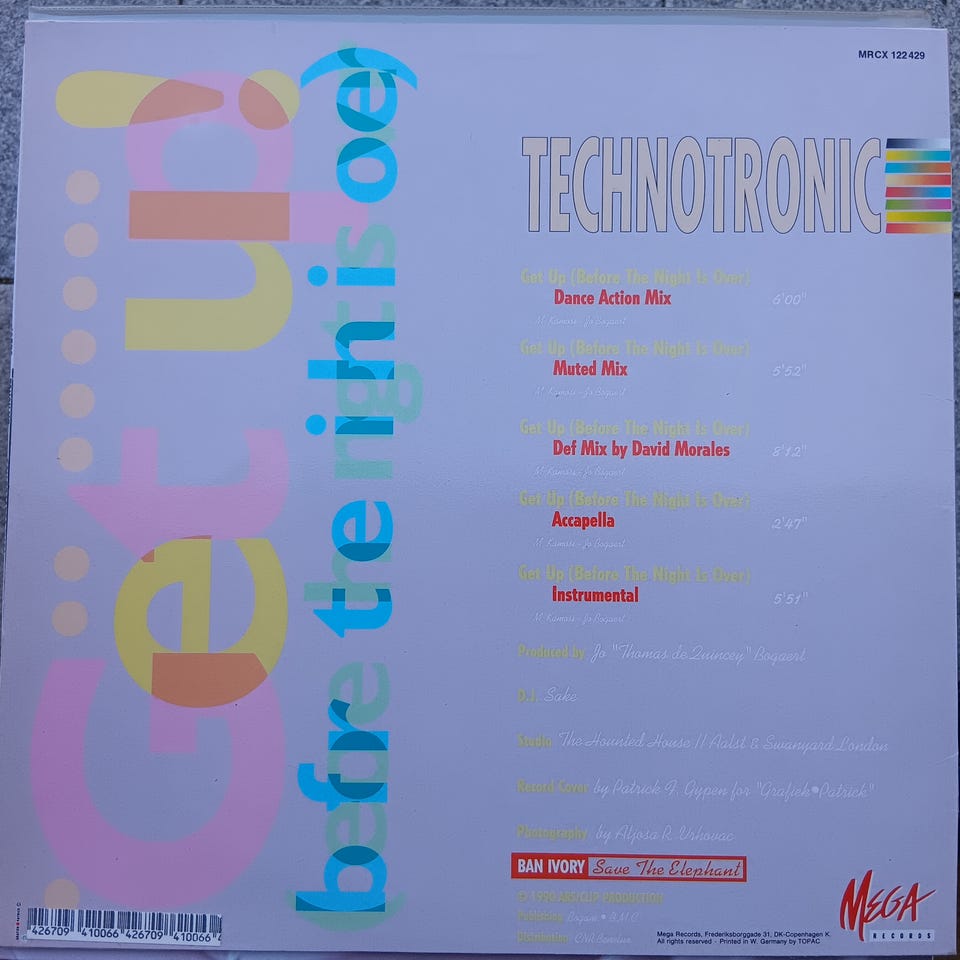 MRCX 122429
Get up!
(before the night is over)
TECHNOTRONIC
Get Up (Before The Night Is Over)
Dance Action Mix 6'00"
M. Kamosi - Jo Bogaert
Get Up (Before The Night Is Over)
Muted Mix 5'52"
M. Kamosi - Jo Bogaert
Get Up (Before The Night Is Over)
Def Mix by David Morales 8'12"
M. Kamosi - Jo Bogaert
Get Up (Before The Night Is Over)
Accapella 2'47"
M. Kamosi - Jo Bogaert
Get Up (Before The Night Is Over)
Instrumental 5'51"
M. Kamosi - Jo Bogaert
Produced by Jo "Thomas de Quincey" Bogaert
D.J. Sake
Studio The Hounted House // Aalst & Swanyard London
Record Cover by Patrick F. Gypen for "Grafiek•Patrick"
Photography by Aljosa R. Urhovac
BAN IVORY Save The Elephant
© 1990 ARS/CLIP PRODUCTION
Publishing Bogam • B.M.C.
Distribution CNR Benelux
Mega Records, Frederiksborggade 31, DK-Copenhagen K.
All rights reserved · Printed in W. Germany by TOPAC
MEGA
RECORDS
426709 410066 426709 410066